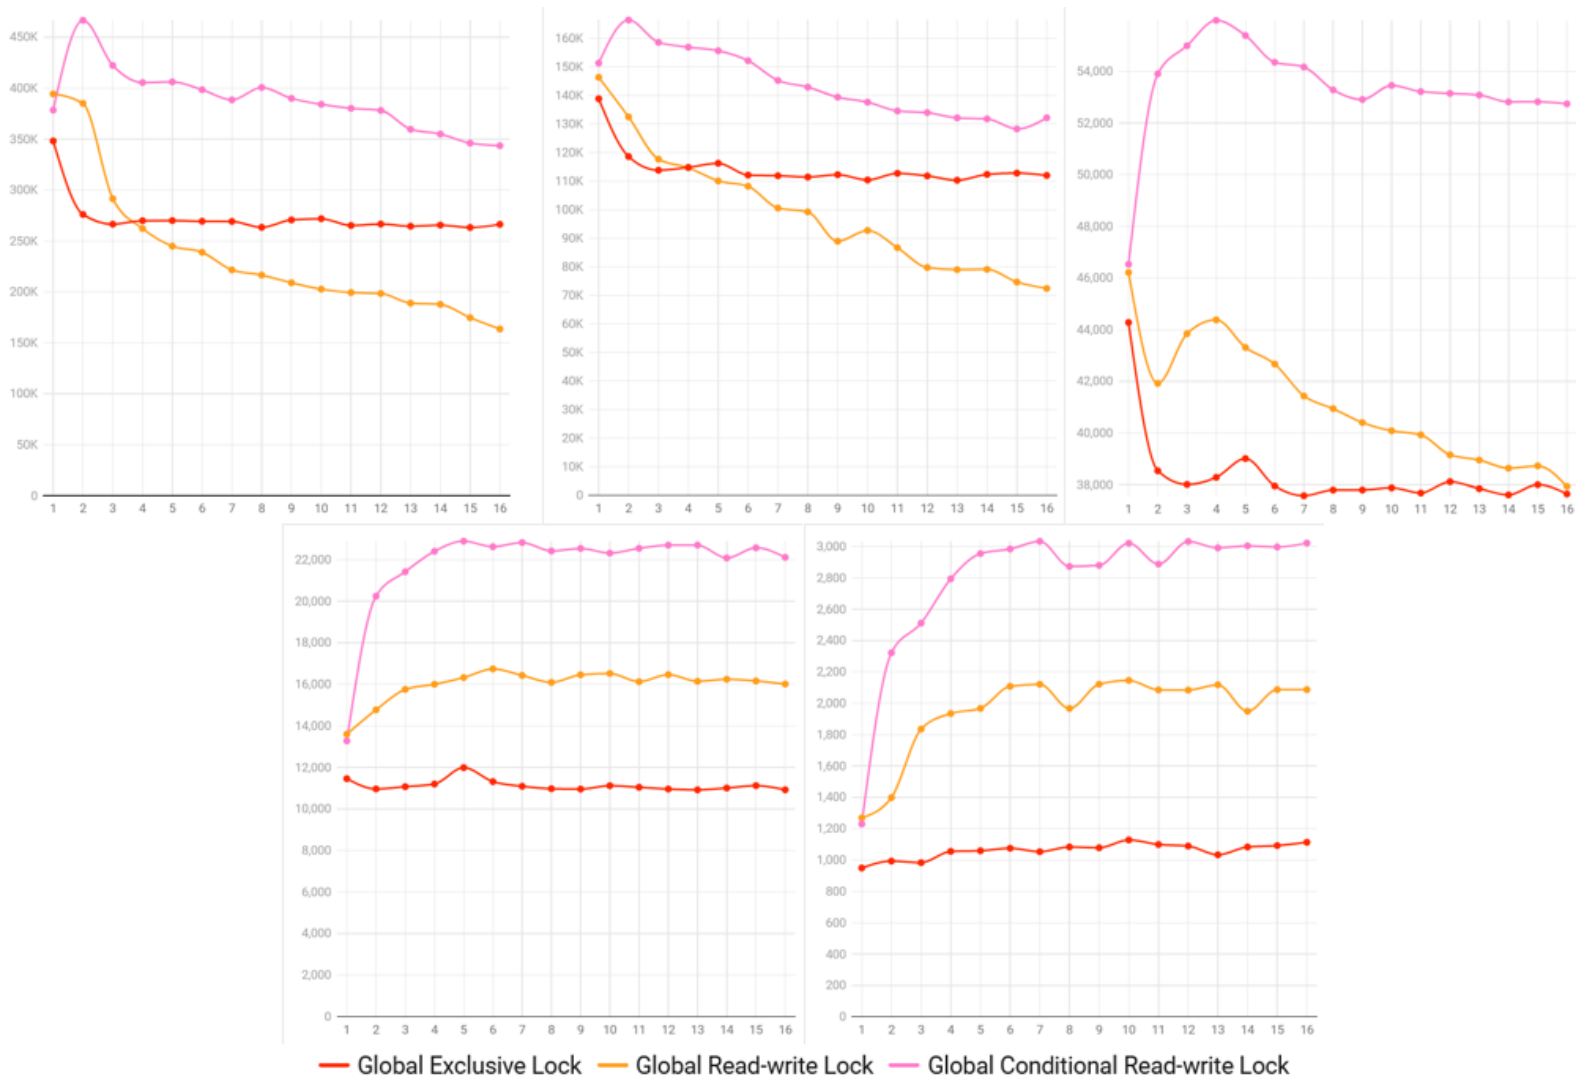 450K
400K
350K
300K
250K
200K
150K
100K
50K
0
1 2 3 4 5 6 7 8 9 10 11 12 13 14 15 16
160K
150K
140K
130K
120K
110K
100K
90K
80K
70K
60K
50K
40K
30K
20K
10K
0
1 2 3 4 5 6 7 8 9 10 11 12 13 14 15 16
54,000
52,000
50,000
48,000
46,000
44,000
42,000
40,000
38,000
1 2 3 4 5 6 7 8 9 10 11 12 13 14 15 16
22,000
20,000
18,000
16,000
14,000
12,000
10,000
8,000
6,000
4,000
2,000
0
1 2 3 4 5 6 7 8 9 10 11 12 13 14 15 16
3,000
2,800
2,600
2,400
2,200
2,000
1,800
1,600
1,400
1,200
1,000
800
600
400
200
0
1 2 3 4 5 6 7 8 9 10 11 12 13 14 15 16
Global Exclusive Lock Global Read-write Lock Global Conditional Read-write Lock